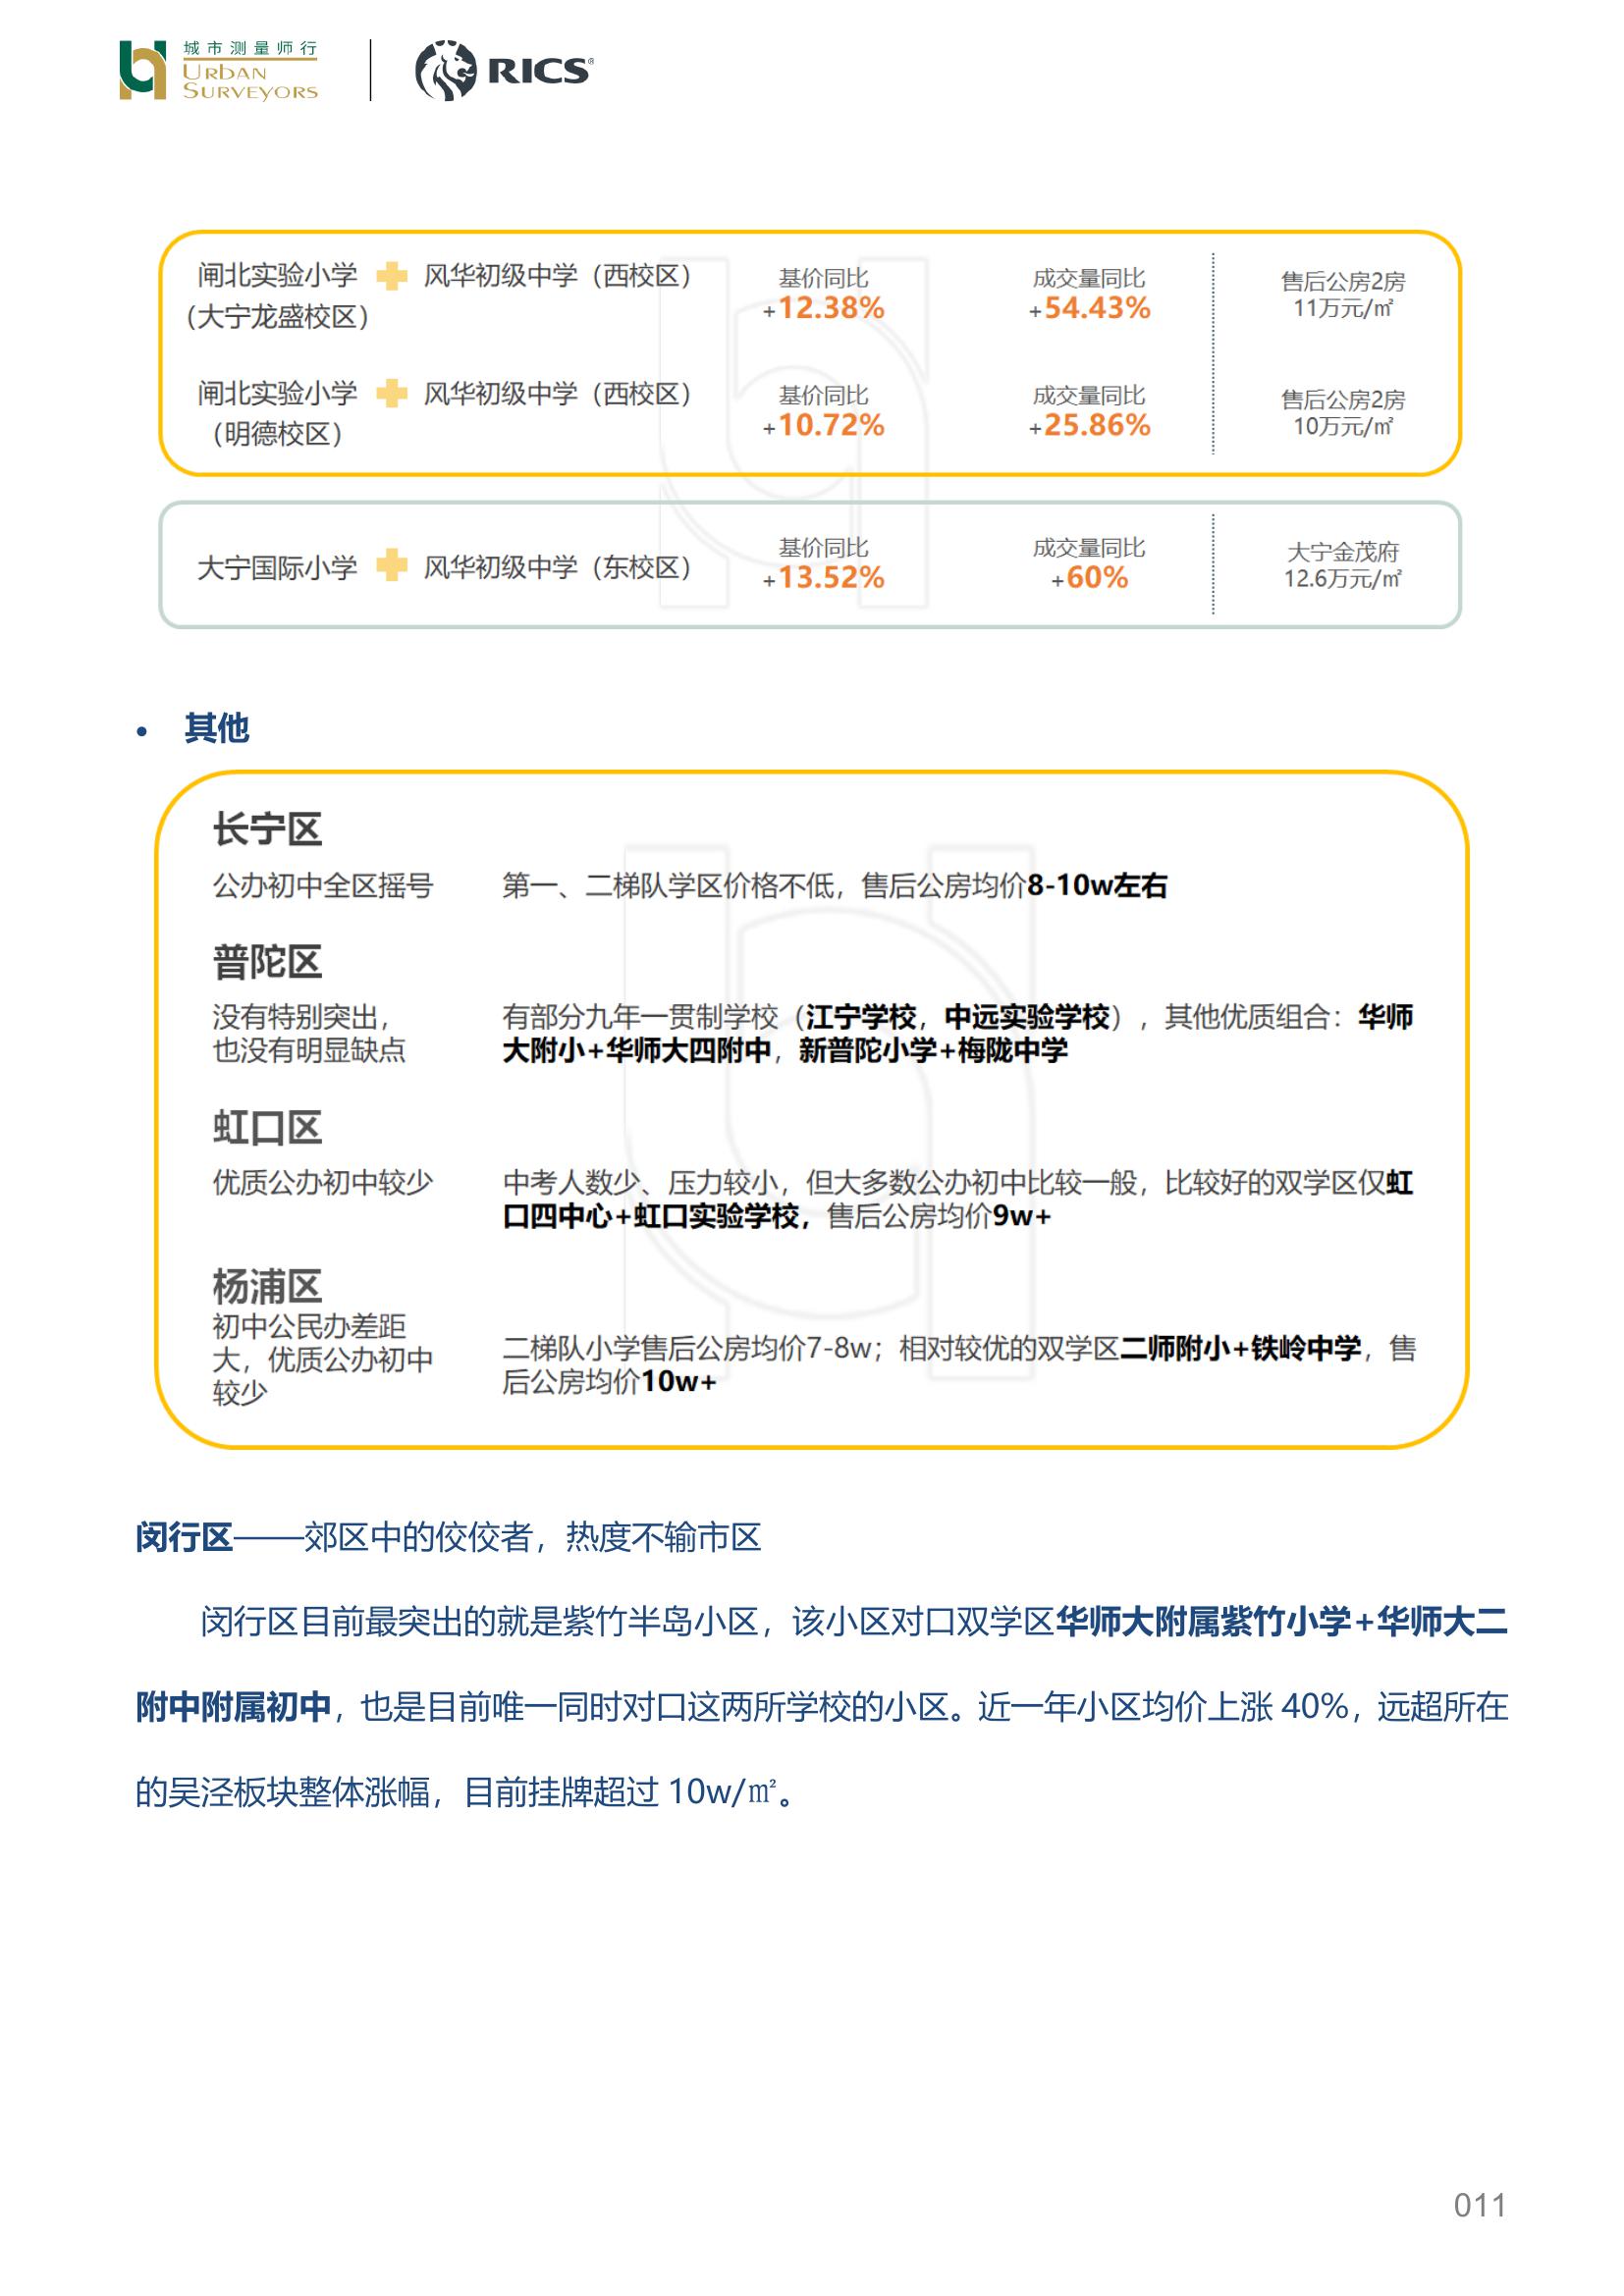 城市测量师行
URBAN
SURVEYORS
RICS®
闸北实验小学 风华初级中学（西校区） 基价同比 成交量同比 售后公房2房
（大宁龙盛校区） +12.38% +54.43% 11万元/㎡
闸北实验小学 风华初级中学（西校区） 基价同比 成交量同比 售后公房2房
（明德校区） +10.72% +25.86% 10万元/㎡
大宁国际小学 风华初级中学（东校区） 基价同比 成交量同比 大宁金茂府
+13.52% +60% 12.6万元/㎡
• 其他
长宁区
公办初中全区摇号 第一、二梯队学区价格不低，售后公房均价8-10w左右
普陀区
没有特别突出， 有部分九年一贯制学校（江宁学校，中远实验学校），其他优质组合：华师
也没有明显缺点 大附小+华师大四附中，新普陀小学+梅陇中学
虹口区
优质公办初中较少 中考人数少、压力较小，但大多数公办初中比较一般，比较好的双学区仅虹
口四中心+虹口实验学校，售后公房均价9w+
杨浦区
初中公民办差距
大，优质公办初中 二梯队小学售后公房均价7-8w；相对较优的双学区二师附小+铁岭中学，售
较少 后公房均价10w+
闵行区——郊区中的佼佼者，热度不输市区
闵行区目前最突出的就是紫竹半岛小区，该小区对口双学区华师大附属紫竹小学+华师大二
附中附属初中，也是目前唯一同时对口这两所学校的小区。近一年小区均价上涨 40%，远超所在
的吴泾板块整体涨幅，目前挂牌超过 10w/㎡。
011